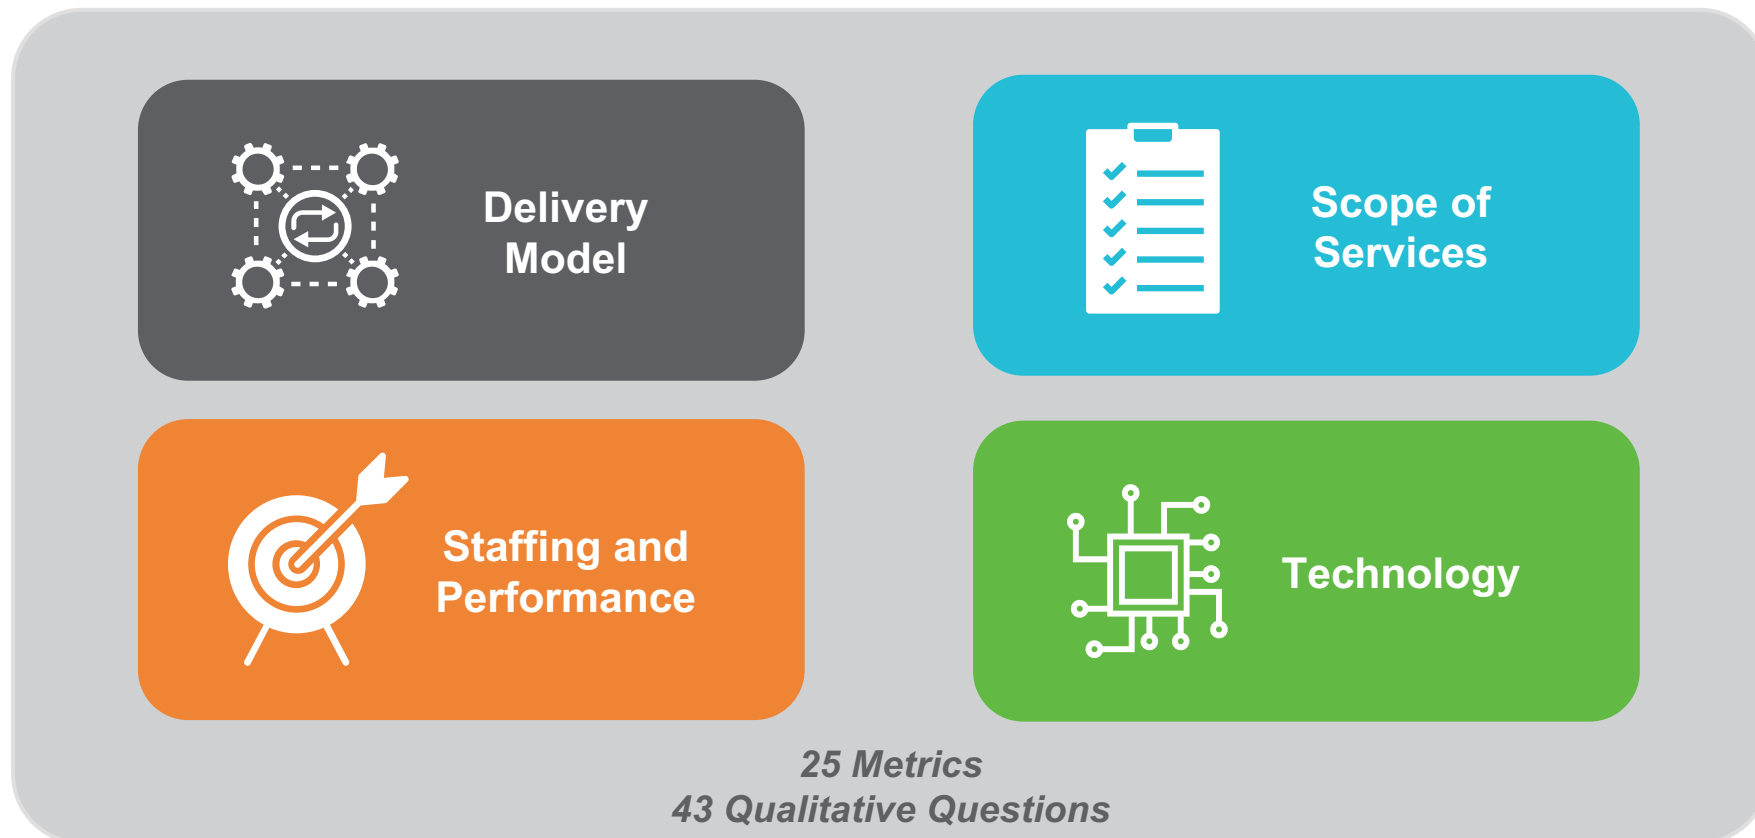 Delivery
Model
Scope of
Services
Staffing and
Performance
Technology
25 Metrics
43 Qualitative Questions